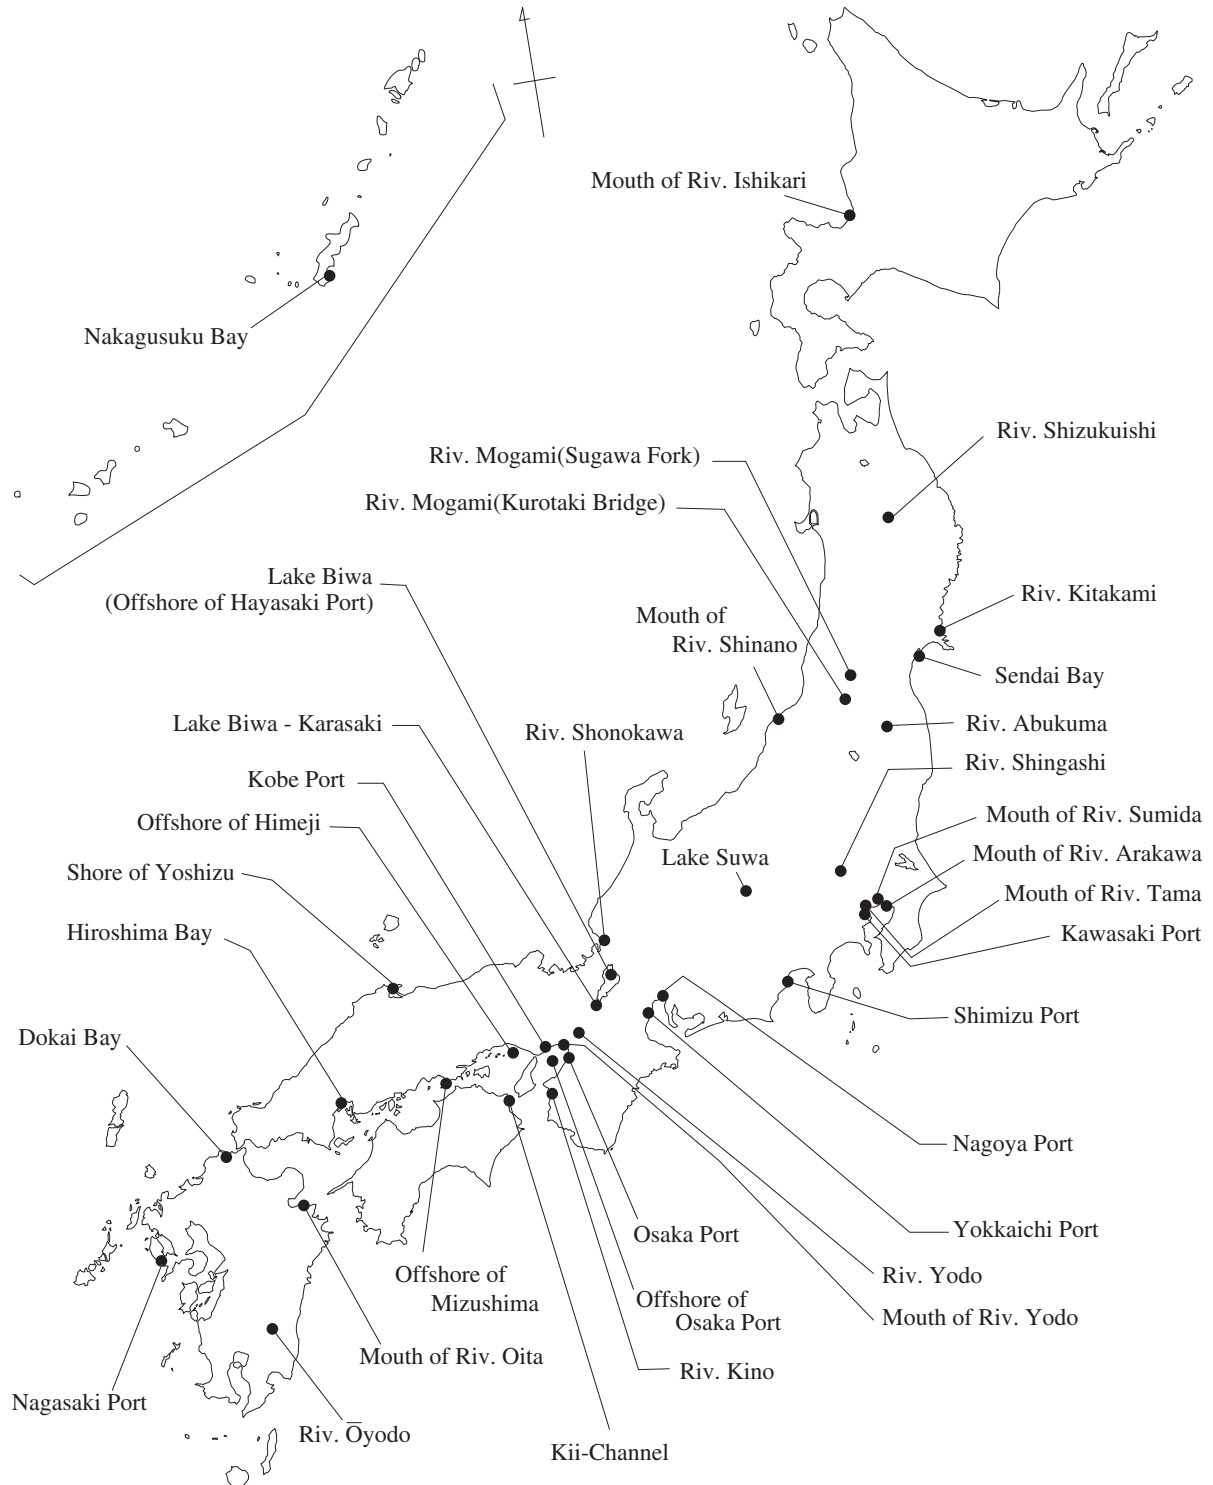 Mouth of Riv. Ishikari
Nakagusuku Bay
Riv. Shizukuishi
Riv. Mogami(Sugawa Fork)
Riv. Mogami(Kurotaki Bridge)
Lake Biwa
(Offshore of Hayasaki Port)
Riv. Kitakami
Mouth of
Riv. Shinano
Sendai Bay
Lake Biwa - Karasaki
Riv. Shonokawa
Riv. Abukuma
Riv. Shingashi
Kobe Port
Mouth of Riv. Sumida
Offshore of Himeji
Lake Suwa
Mouth of Riv. Arakawa
Shore of Yoshizu
Mouth of Riv. Tama
Hiroshima Bay
Kawasaki Port
Shimizu Port
Dokai Bay
Nagoya Port
Yokkaichi Port
Osaka Port
Offshore of
Mizushima
Riv. Yodo
Offshore of
Osaka Port
Mouth of Riv. Yodo
Mouth of Riv. Oita
Riv. Kino
Nagasaki Port
Riv. Ōyodo
Kii-Channel